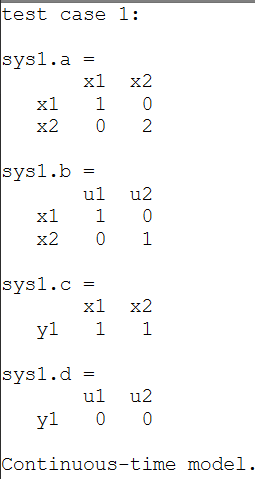 test case 1:
sys1.a =
x1 x2
x1 1 0
x2 0 2
sys1.b =
u1 u2
x1 1 0
x2 0 1
sys1.c =
x1 x2
y1 1 1
sys1.d =
u1 u2
y1 0 0
Continuous-time model.